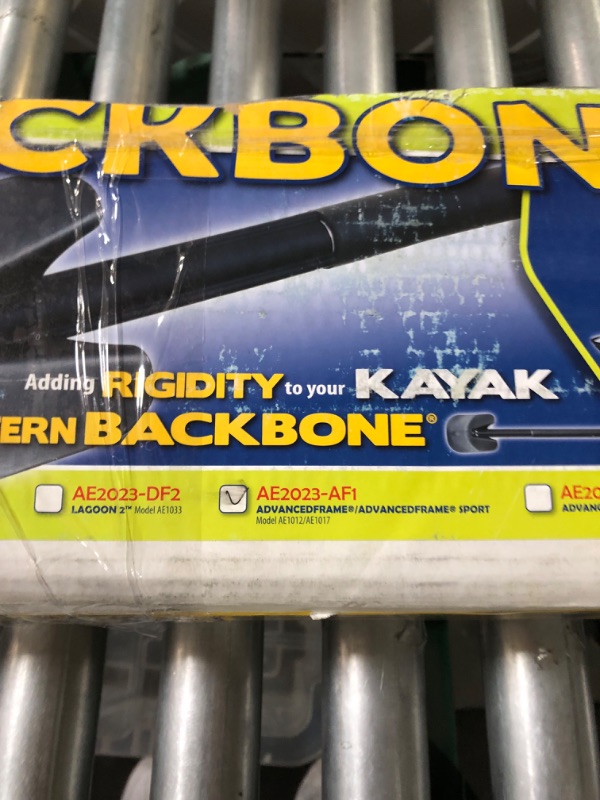 CKBON
Adding RIGIDITY to your KAYAK
ERN BACKBONE®
AE2023-DF2
LAGOON 2™ Model AE1033
AE2023-AF1
ADVANCEDFRAME®/ADVANCEDFRAME® SPORT
Model AE1012/AE1017
AE20
ADVANC